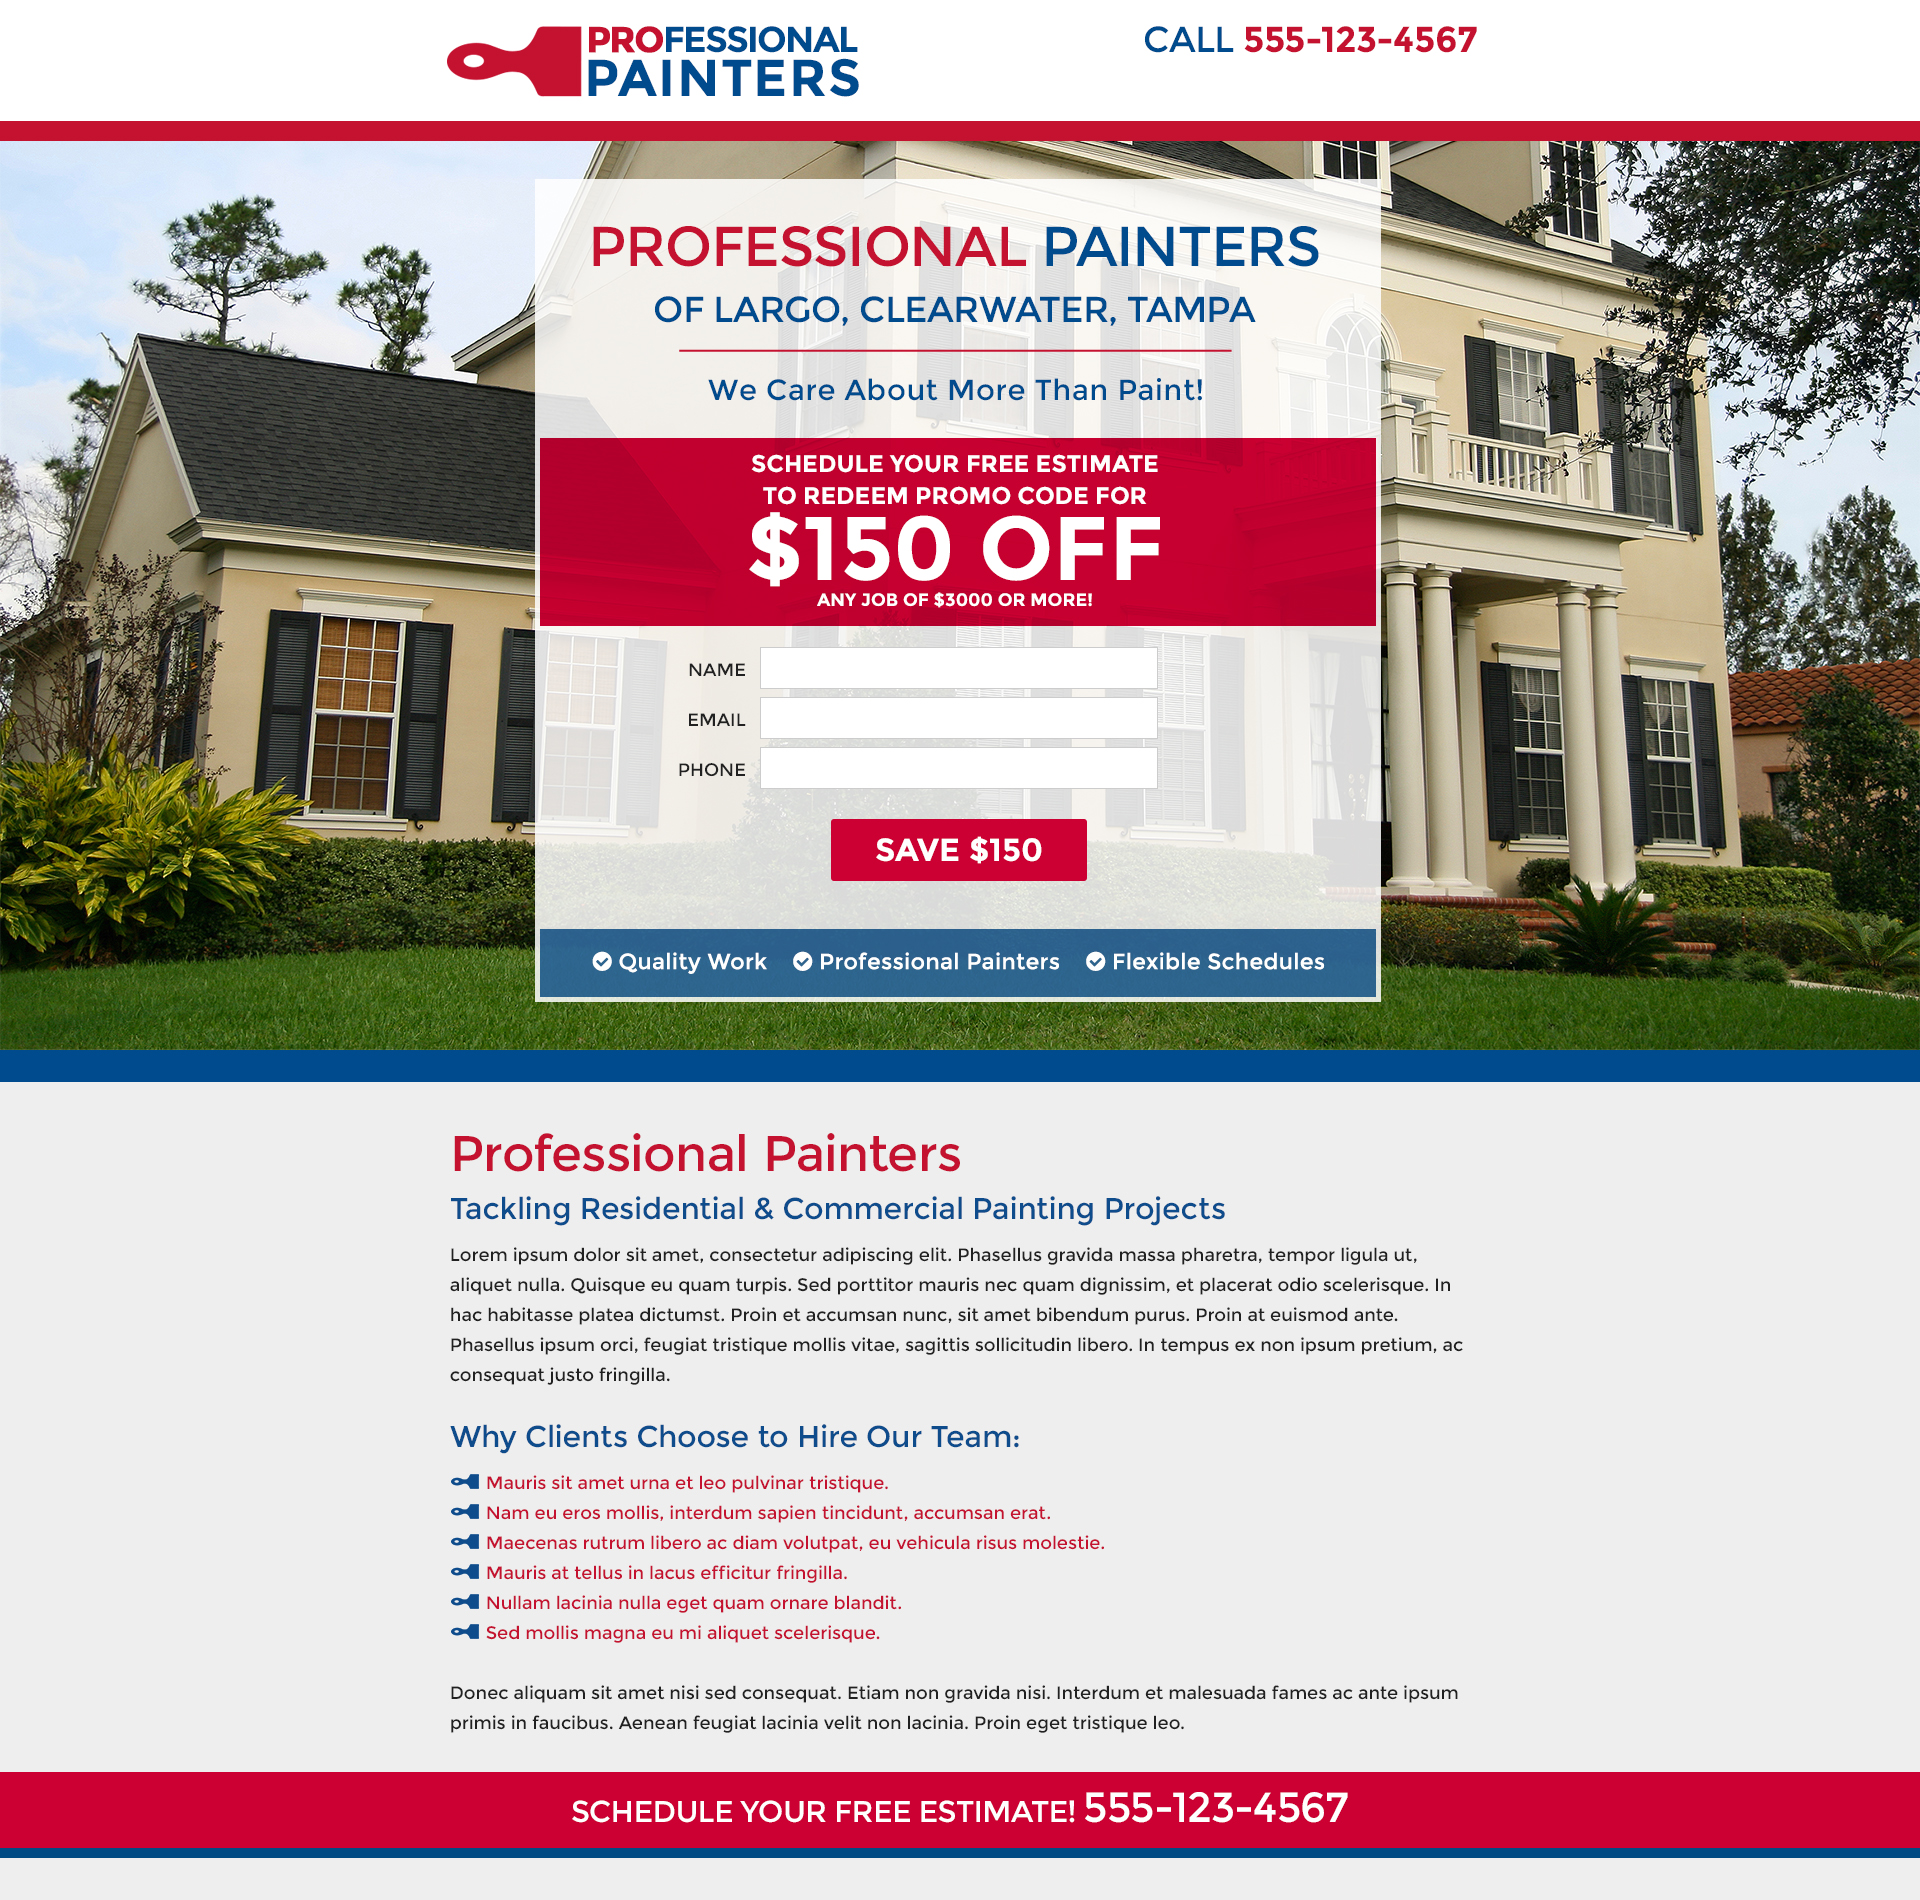 PROFESSIONAL
PAINTERS
CALL 555-123-4567
PROFESSIONAL PAINTERS
OF LARGO, CLEARWATER, TAMPA
We Care About More Than Paint!
SCHEDULE YOUR FREE ESTIMATE
TO REDEEM PROMO CODE FOR
$150 OFF
ANY JOB OF $3000 OR MORE!
NAME
EMAIL
PHONE
SAVE $150
Quality Work Professional Painters Flexible Schedules
Professional Painters
Tackling Residential & Commercial Painting Projects
Lorem ipsum dolor sit amet, consectetur adipiscing elit. Phasellus gravida massa pharetra, tempor ligula ut,
aliquet nulla. Quisque eu quam turpis. Sed porttitor mauris nec quam dignissim, et placerat odio scelerisque. In
hac habitasse platea dictumst. Proin et accumsan nunc, sit amet bibendum purus. Proin at euismod ante.
Phasellus ipsum orci, feugiat tristique mollis vitae, sagittis sollicitudin libero. In tempus ex non ipsum pretium, ac
consequat justo fringilla.
Why Clients Choose to Hire Our Team:
Mauris sit amet urna et leo pulvinar tristique.
Nam eu eros mollis, interdum sapien tincidunt, accumsan erat.
Maecenas rutrum libero ac diam volutpat, eu vehicula risus molestie.
Mauris at tellus in lacus efficitur fringilla.
Nullam lacinia nulla eget quam ornare blandit.
Sed mollis magna eu mi aliquet scelerisque.
Donec aliquam sit amet nisi sed consequat. Etiam non gravida nisi. Interdum et malesuada fames ac ante ipsum
primis in faucibus. Aenean feugiat lacinia velit non lacinia. Proin eget tristique leo.
SCHEDULE YOUR FREE ESTIMATE! 555-123-4567